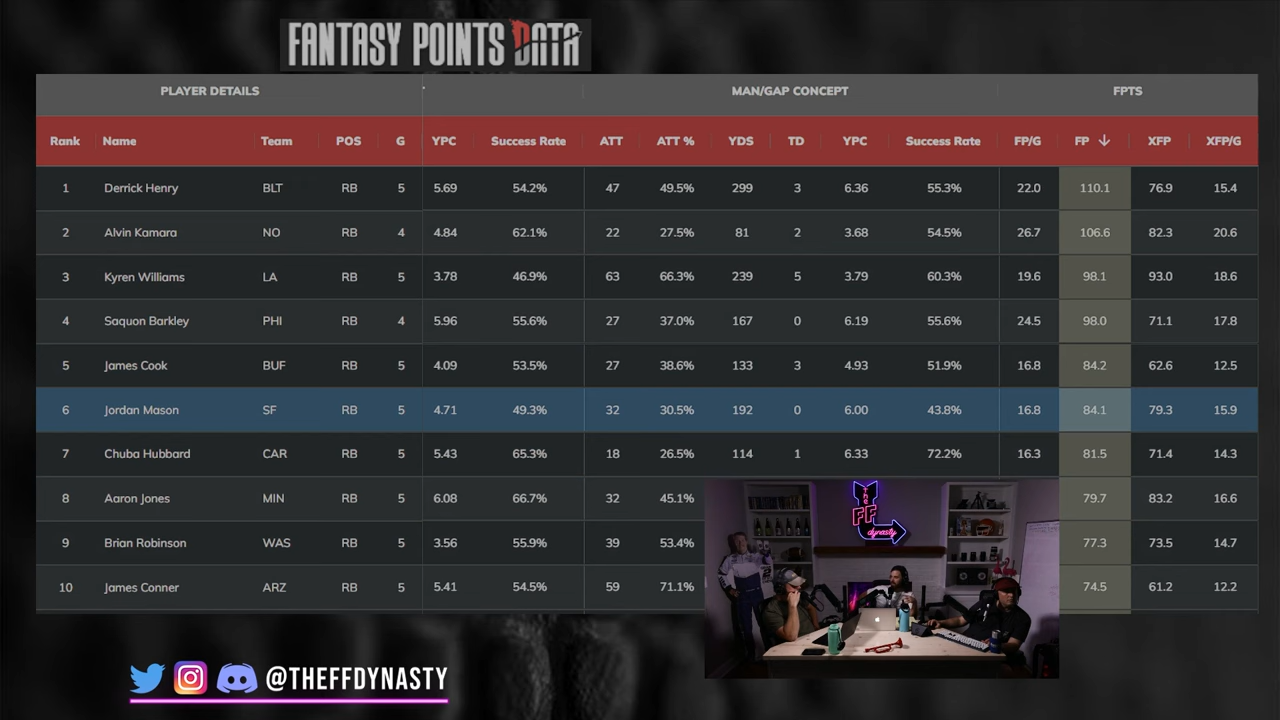 FANTASY POINTS DATA
PLAYER DETAILS MAN/GAP CONCEPT FPTS
Rank Name Team POS G YPC Success Rate ATT ATT % YDS TD YPC Success Rate FP/G FP ↓ XFP XFP/G
1 Derrick Henry BLT RB 5 5.69 54.2% 47 49.5% 299 3 6.36 55.3% 22.0 110.1 76.9 15.4
2 Alvin Kamara NO RB 4 4.84 62.1% 22 27.5% 81 2 3.68 54.5% 26.7 106.6 82.3 20.6
3 Kyren Williams LA RB 5 3.78 46.9% 63 66.3% 239 5 3.79 60.3% 19.6 98.1 93.0 18.6
4 Saquon Barkley PHI RB 4 5.96 55.6% 27 37.0% 167 0 6.19 55.6% 24.5 98.0 71.1 17.8
5 James Cook BUF RB 5 4.09 53.5% 27 38.6% 133 3 4.93 51.9% 16.8 84.2 62.6 12.5
6 Jordan Mason SF RB 5 4.71 49.3% 32 30.5% 192 0 6.00 43.8% 16.8 84.1 79.3 15.9
7 Chuba Hubbard CAR RB 5 5.43 65.3% 18 26.5% 114 1 6.33 72.2% 16.3 81.5 71.4 14.3
8 Aaron Jones MIN RB 5 6.08 66.7% 32 45.1% 79.7 83.2 16.6
9 Brian Robinson WAS RB 5 3.56 55.9% 39 53.4% 77.3 73.5 14.7
10 James Conner ARZ RB 5 5.41 54.5% 59 71.1% 74.5 61.2 12.2
The
FF
dynasty
@THEFFDYNASTY